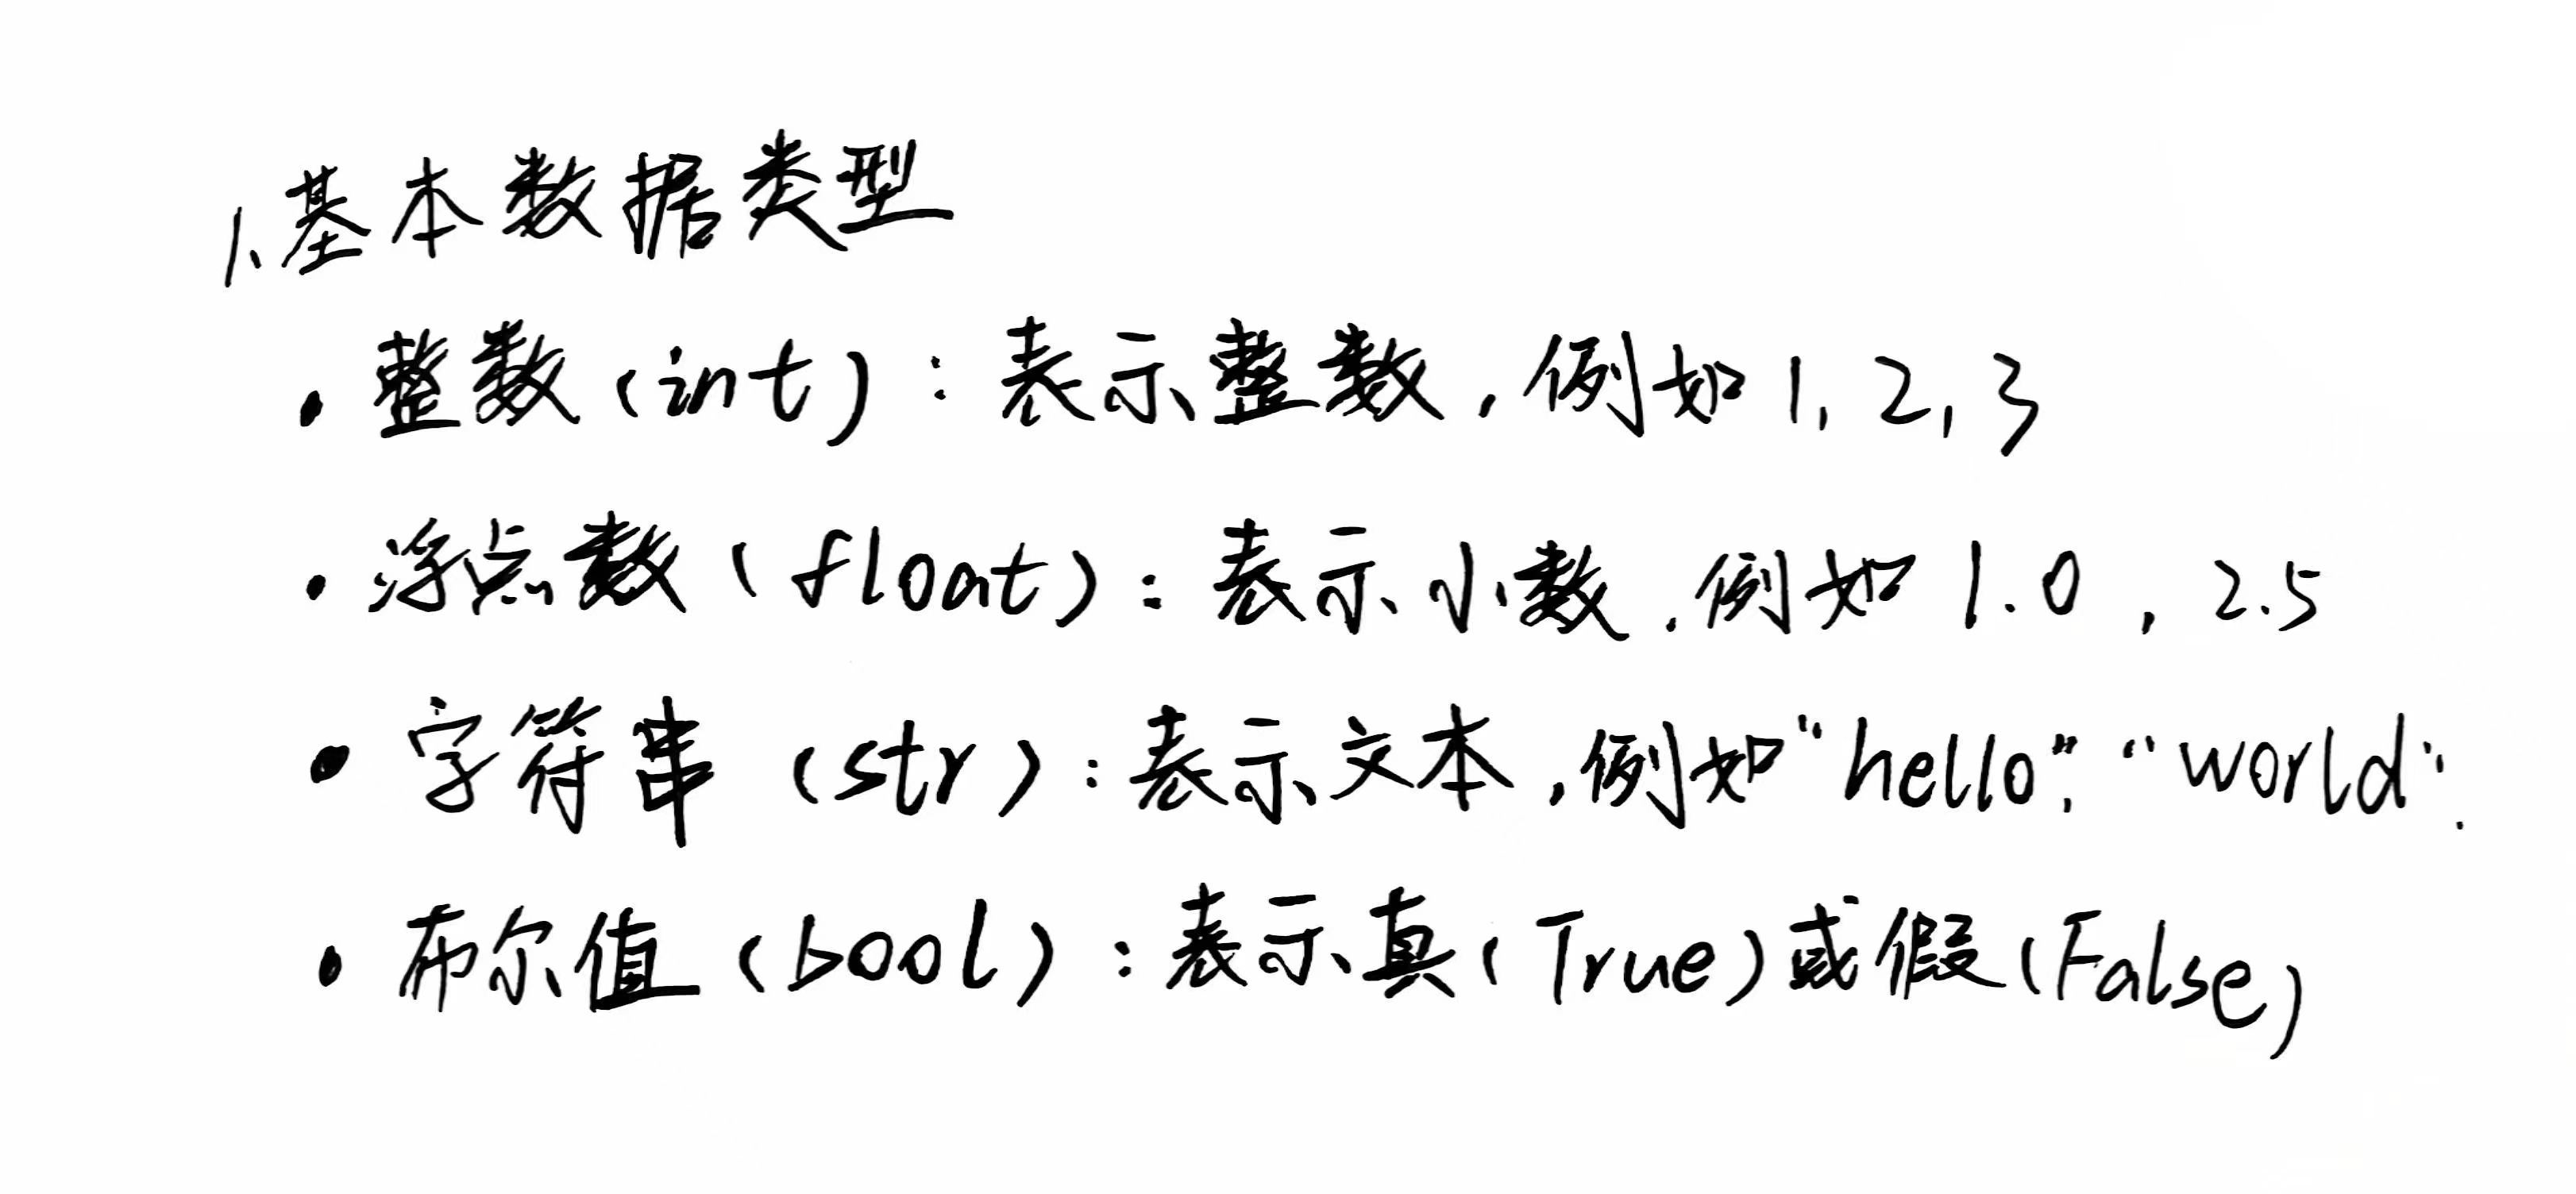 1、基本数据类型
• 整数(int)：表示整数，例如1, 2, 3
• 浮点数(float)：表示小数，例如1.0, 2.5
• 字符串(str)：表示文本，例如“hello”，“world”.
• 布尔值(bool)：表示真(True)或假(False)